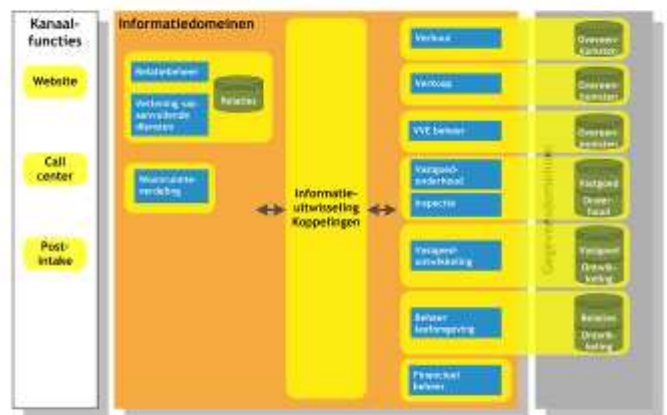 Kanaal-
functies
Website
Call
center
Post-
intake
Informatiedomeinen
Relatiebeheer
Verlening van
aanvullende
diensten
Relaties
Woonruimte
verdeling
Informatie-
uitwisseling
Koppelingen
Verhuur
Verkoop
VVE beheer
Vastgoed-
onderhoud
Inspectie
Vastgoed-
ontwikkeling
Beheer
leefomgeving
Financieel
beheer
Overeen-
komsten
Overeen-
komsten
Overeen-
komsten
Vastgoed
Onder-
houd
Vastgoed
Ontwik-
keling
Relaties
Ontwik-
keling